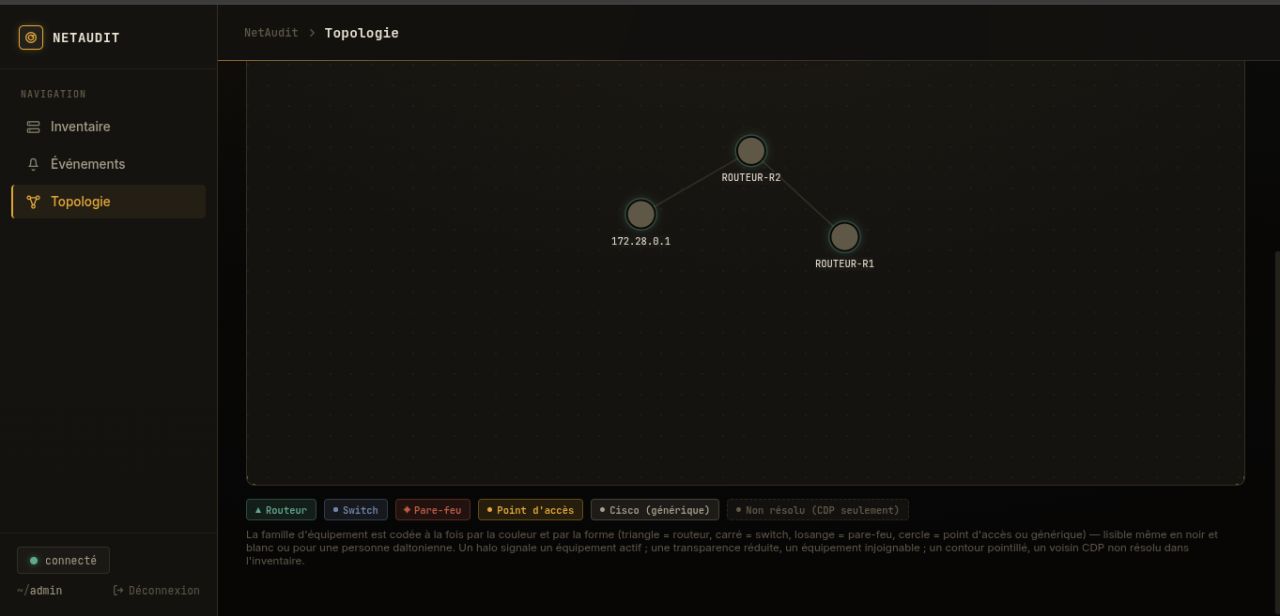 NETAUDIT
NetAudit > Topologie
NAVIGATION
Inventaire
Événements
Topologie
ROUTEUR-R2
172.28.0.1
ROUTEUR-R1
Routeur
Switch
Pare-feu
Point d'accès
Cisco (générique)
Non résolu (CDP seulement)
La famille d'équipement est codée à la fois par la couleur et par la forme (triangle = routeur, carré = switch, losange = pare-feu, cercle = point d'accès ou générique) — lisible même en noir et
blanc ou pour une personne daltonienne. Un halo signale un équipement actif ; une transparence réduite, un équipement injoignable ; un contour pointillé, un voisin CDP non résolu dans
l'inventaire.
connecté
~/admin
Déconnexion